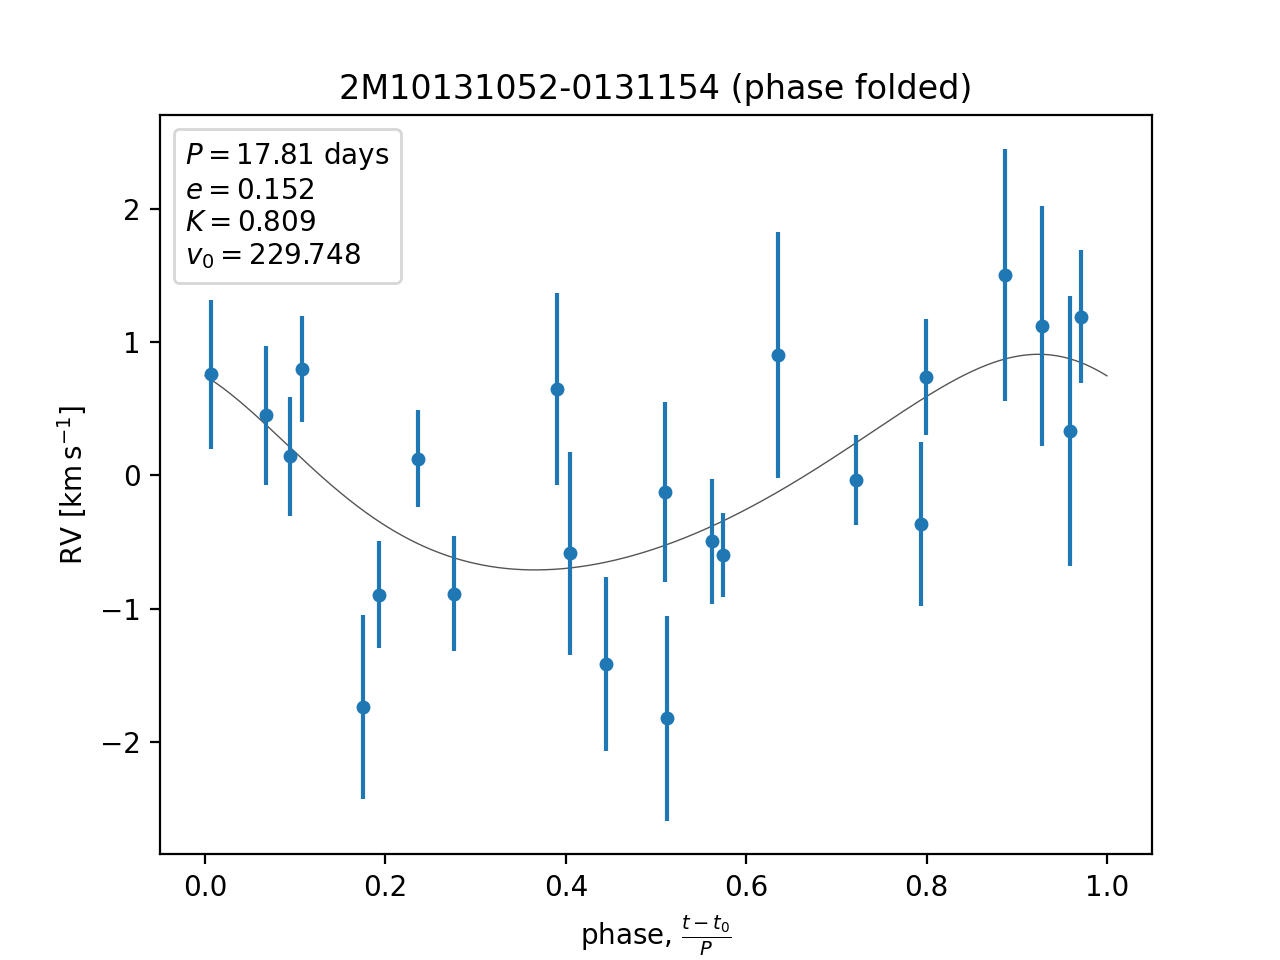 2M10131052-0131154 (phase folded)
P = 17.81 days
e = 0.152
K = 0.809
v₀ = 229.748
RV [km s⁻¹]
2
1
0
−1
−2
0.0 0.2 0.4 0.6 0.8 1.0
phase, (t − t₀)/P